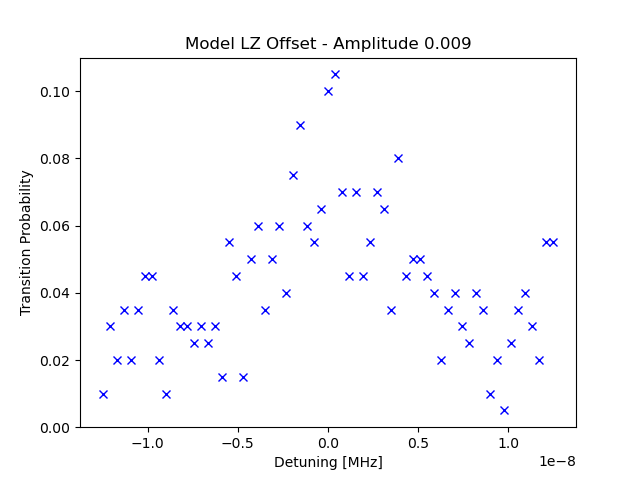 Model LZ Offset - Amplitude 0.009
Transition Probability
0.10
0.08
0.06
0.04
0.02
0.00
−1.0 −0.5 0.0 0.5 1.0
1e−8
Detuning [MHz]